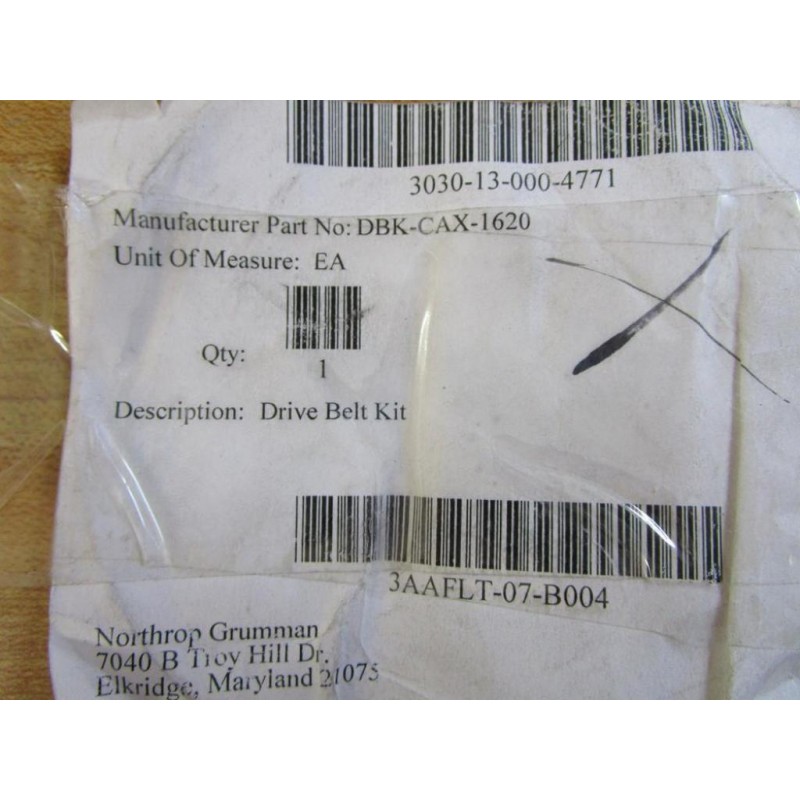 3030-13-000-4771
Manufacturer Part No: DBK-CAX-1620
Unit Of Measure: EA
Qty:
1
Description: Drive Belt Kit
3AAFLT-07-B004
Northrop Grumman
7040 B Troy Hill Dr.
Elkridge, Maryland 21075